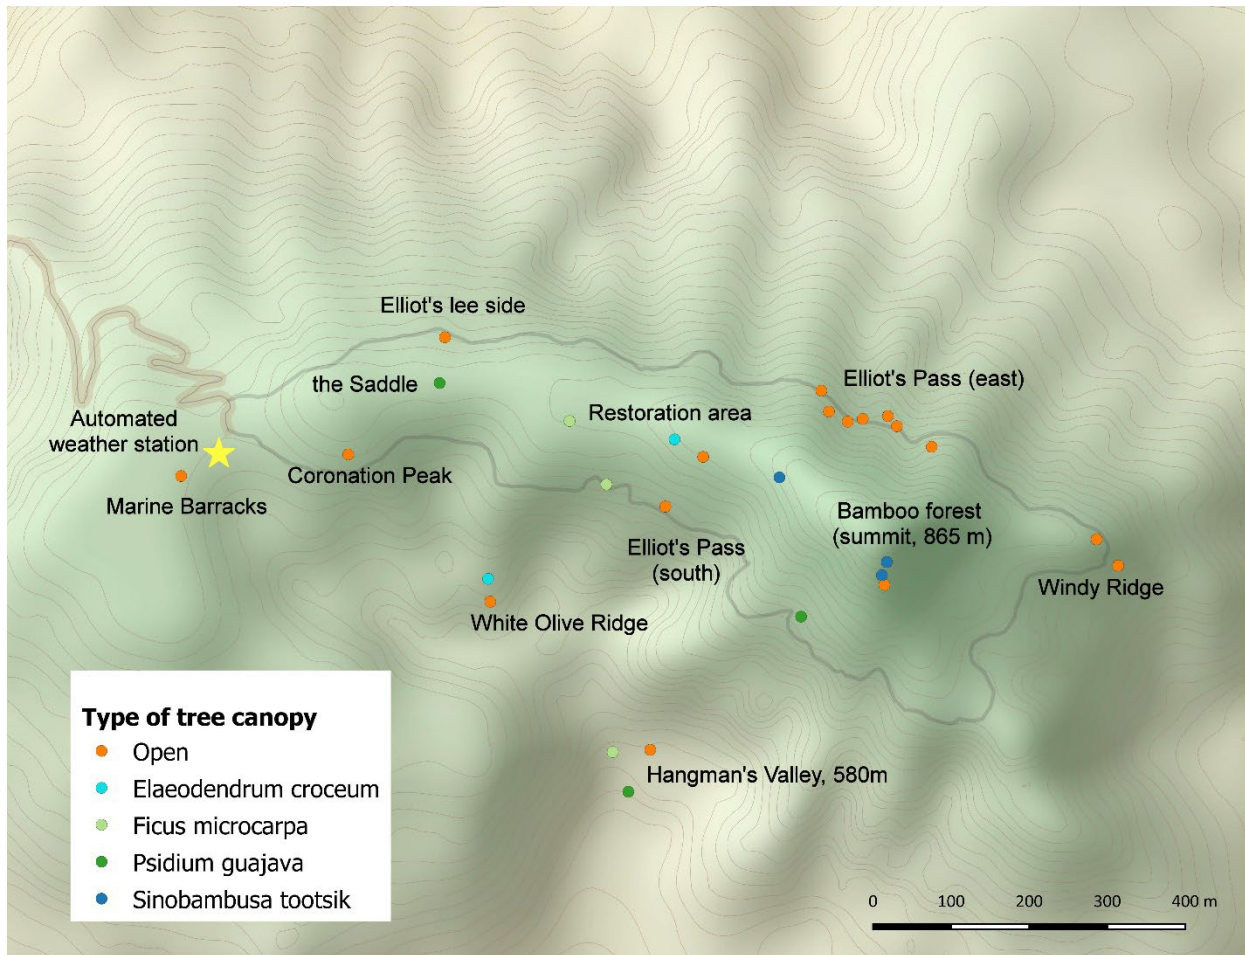 Elliot's lee side
the Saddle
Elliot's Pass (east)
Restoration area
Automated
weather station
Coronation Peak
Marine Barracks
Bamboo forest
(summit, 865 m)
Elliot's Pass
(south)
Windy Ridge
White Olive Ridge
Hangman's Valley, 580m
Type of tree canopy
Open
Elaeodendrum croceum
Ficus microcarpa
Psidium guajava
Sinobambusa tootsik
0 100 200 300 400 m